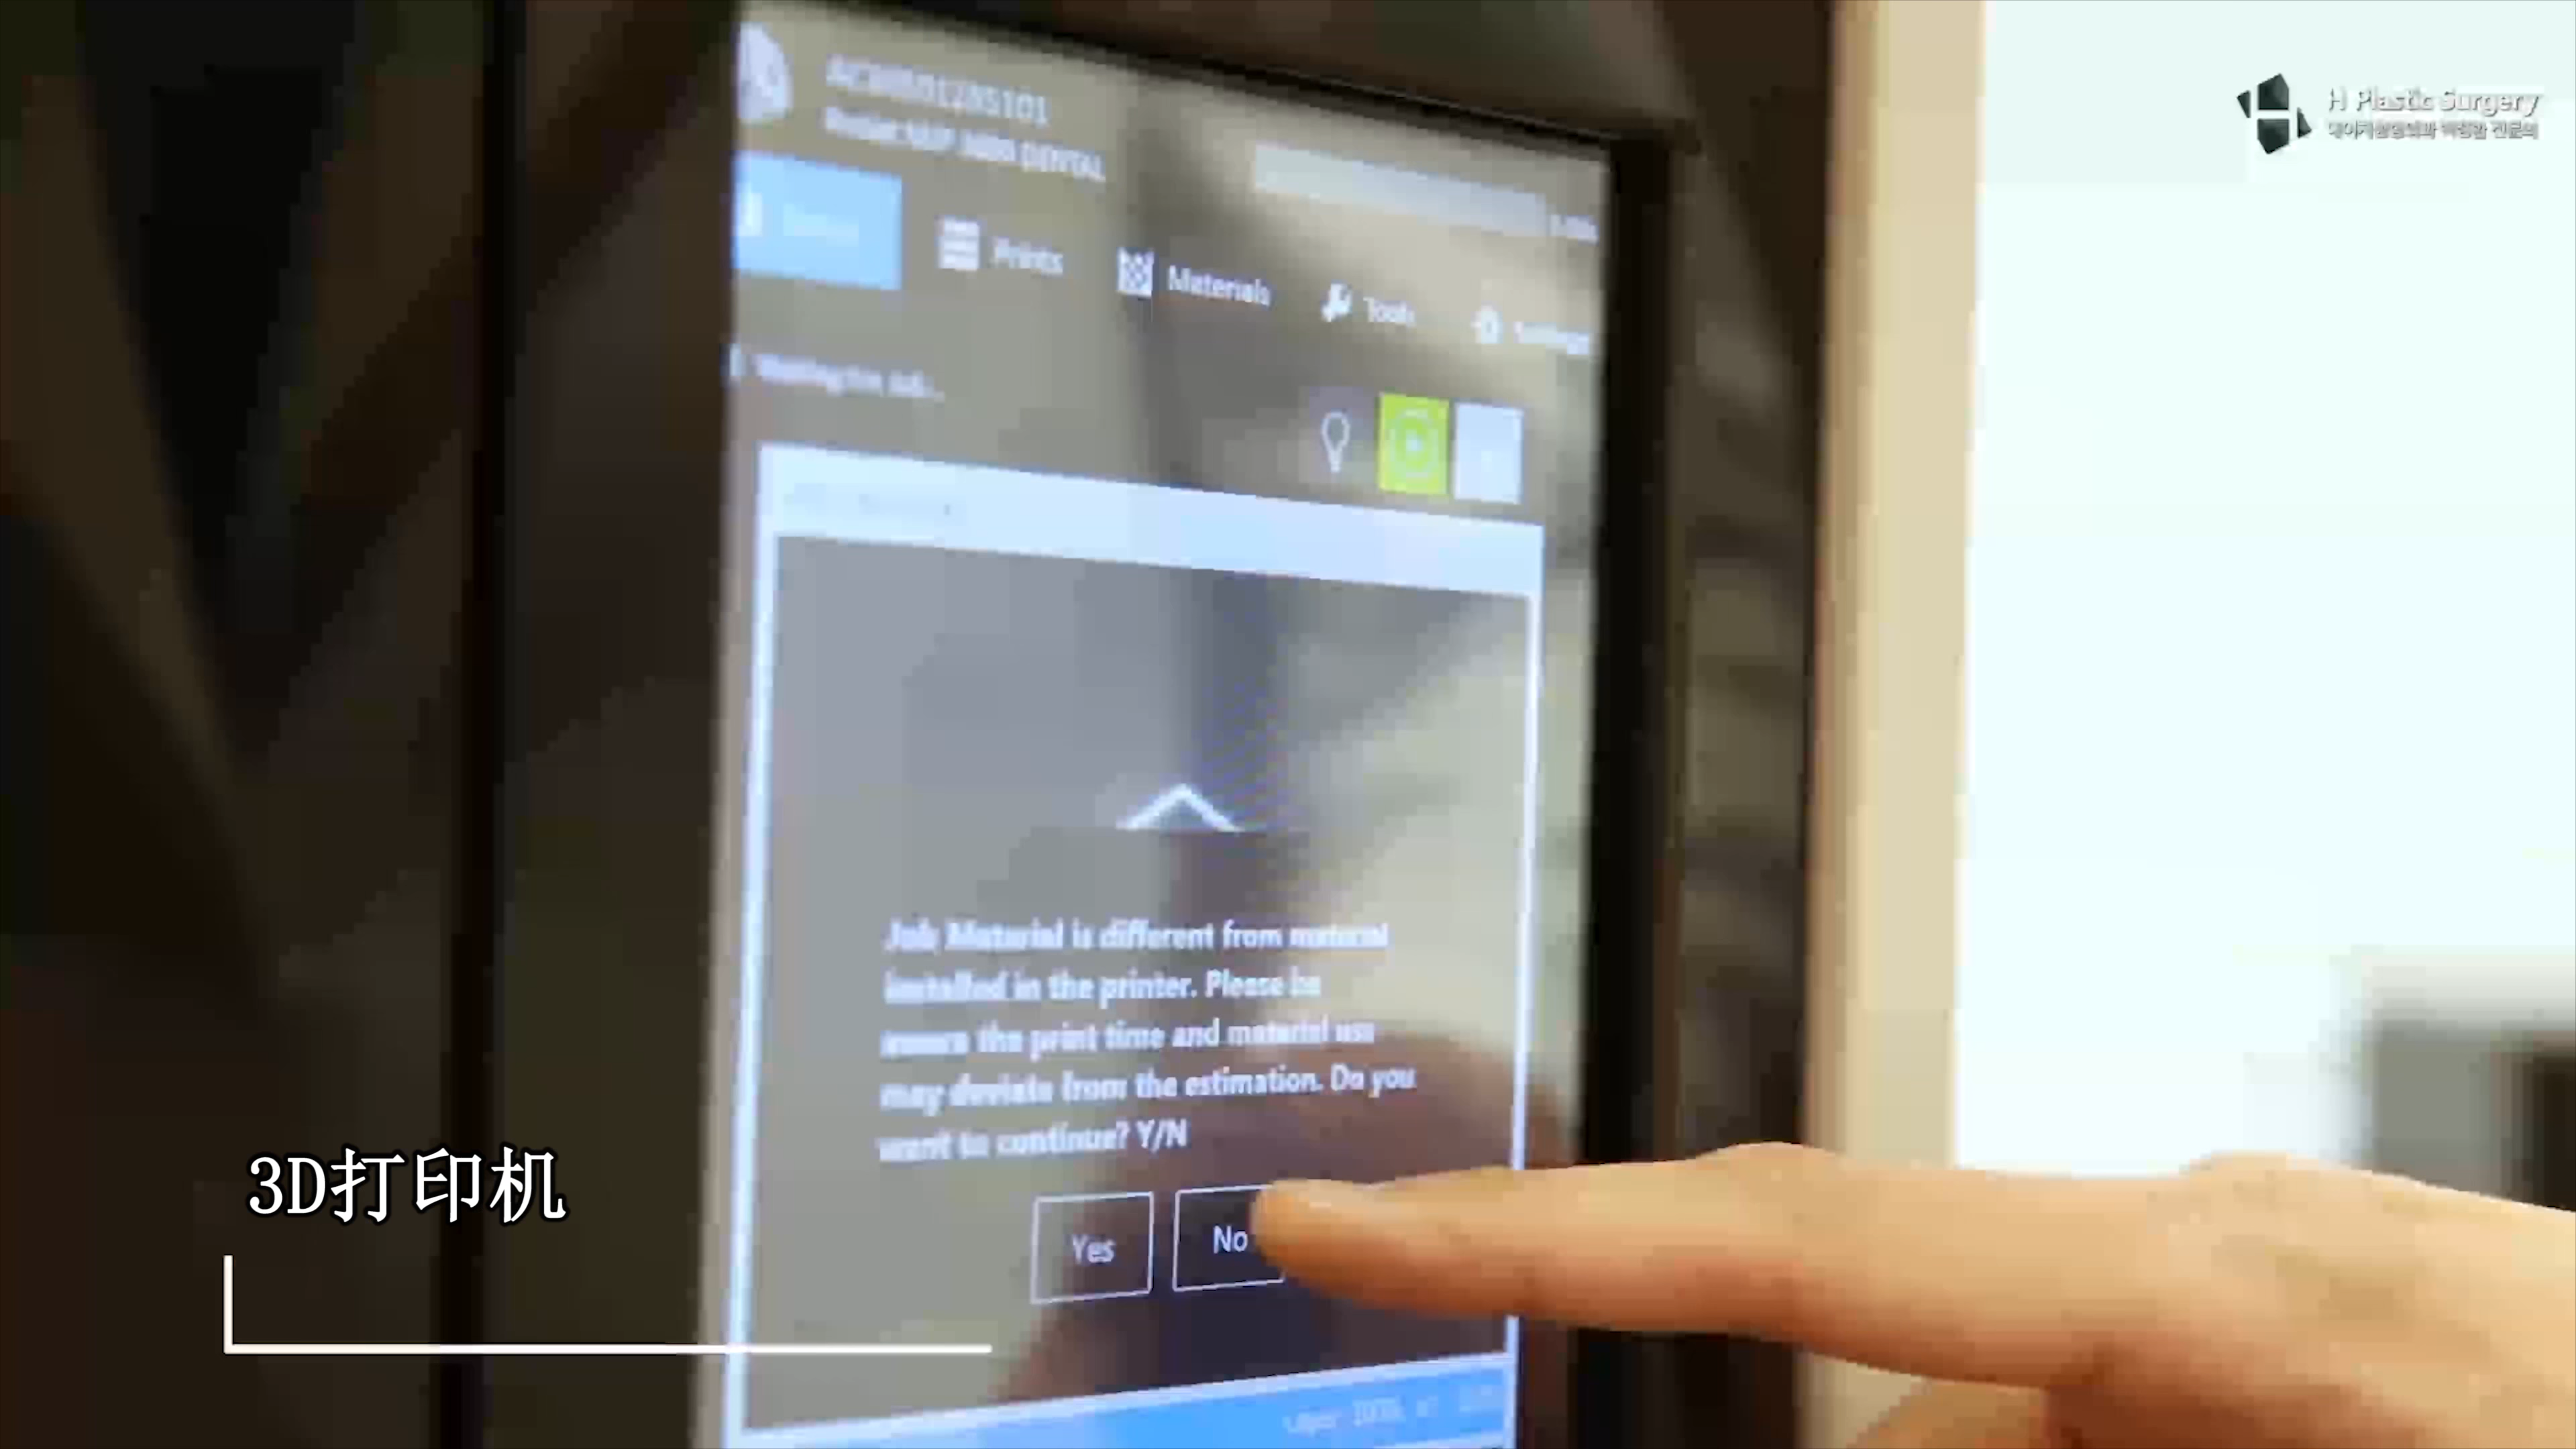 H Plastic Surgery
DENTAL
Prints
Materials
Tools
Settings
Job Material is different from material
installed in the printer. Please be
aware the print time and material use
may deviate from the estimation. Do you
want to continue? Y/N
Yes
No
3D打印机